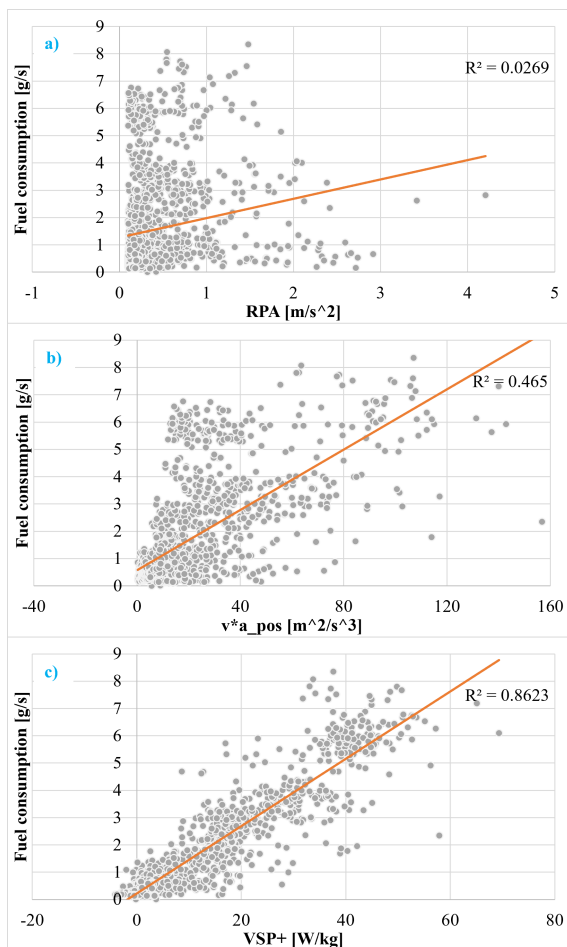 a)
R² = 0.0269
Fuel consumption [g/s]
9
8
7
6
5
4
3
2
1
0
-1 0 1 2 3 4 5
RPA [m/s^2]
b)
R² = 0.465
Fuel consumption [g/s]
9
8
7
6
5
4
3
2
1
0
-40 0 40 80 120 160
v*a_pos [m^2/s^3]
c)
R² = 0.8623
Fuel consumption [g/s]
9
8
7
6
5
4
3
2
1
0
-20 0 20 40 60 80
VSP+ [W/kg]